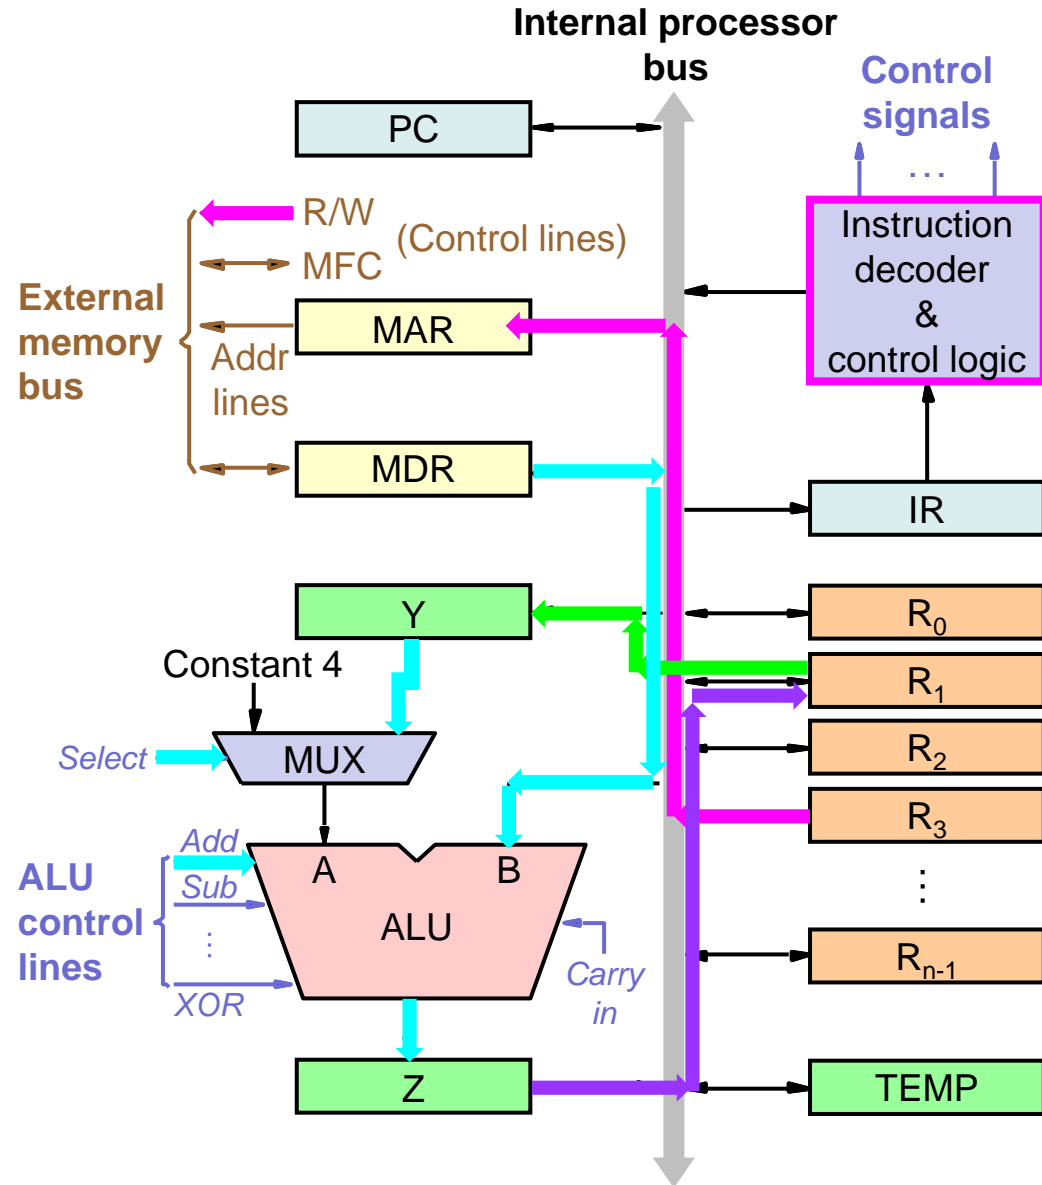 Internal processor
bus
Control
signals
...
PC
R/W
(Control lines)
MFC
External
memory
bus
MAR
Addr
lines
MDR
Instruction
decoder
&
control logic
IR
Y
Constant 4
Select
MUX
R0
R1
R2
R3
⋮
Rn-1
ALU
control
lines
Add
Sub
⋮
XOR
A
B
ALU
Carry
in
Z
TEMP